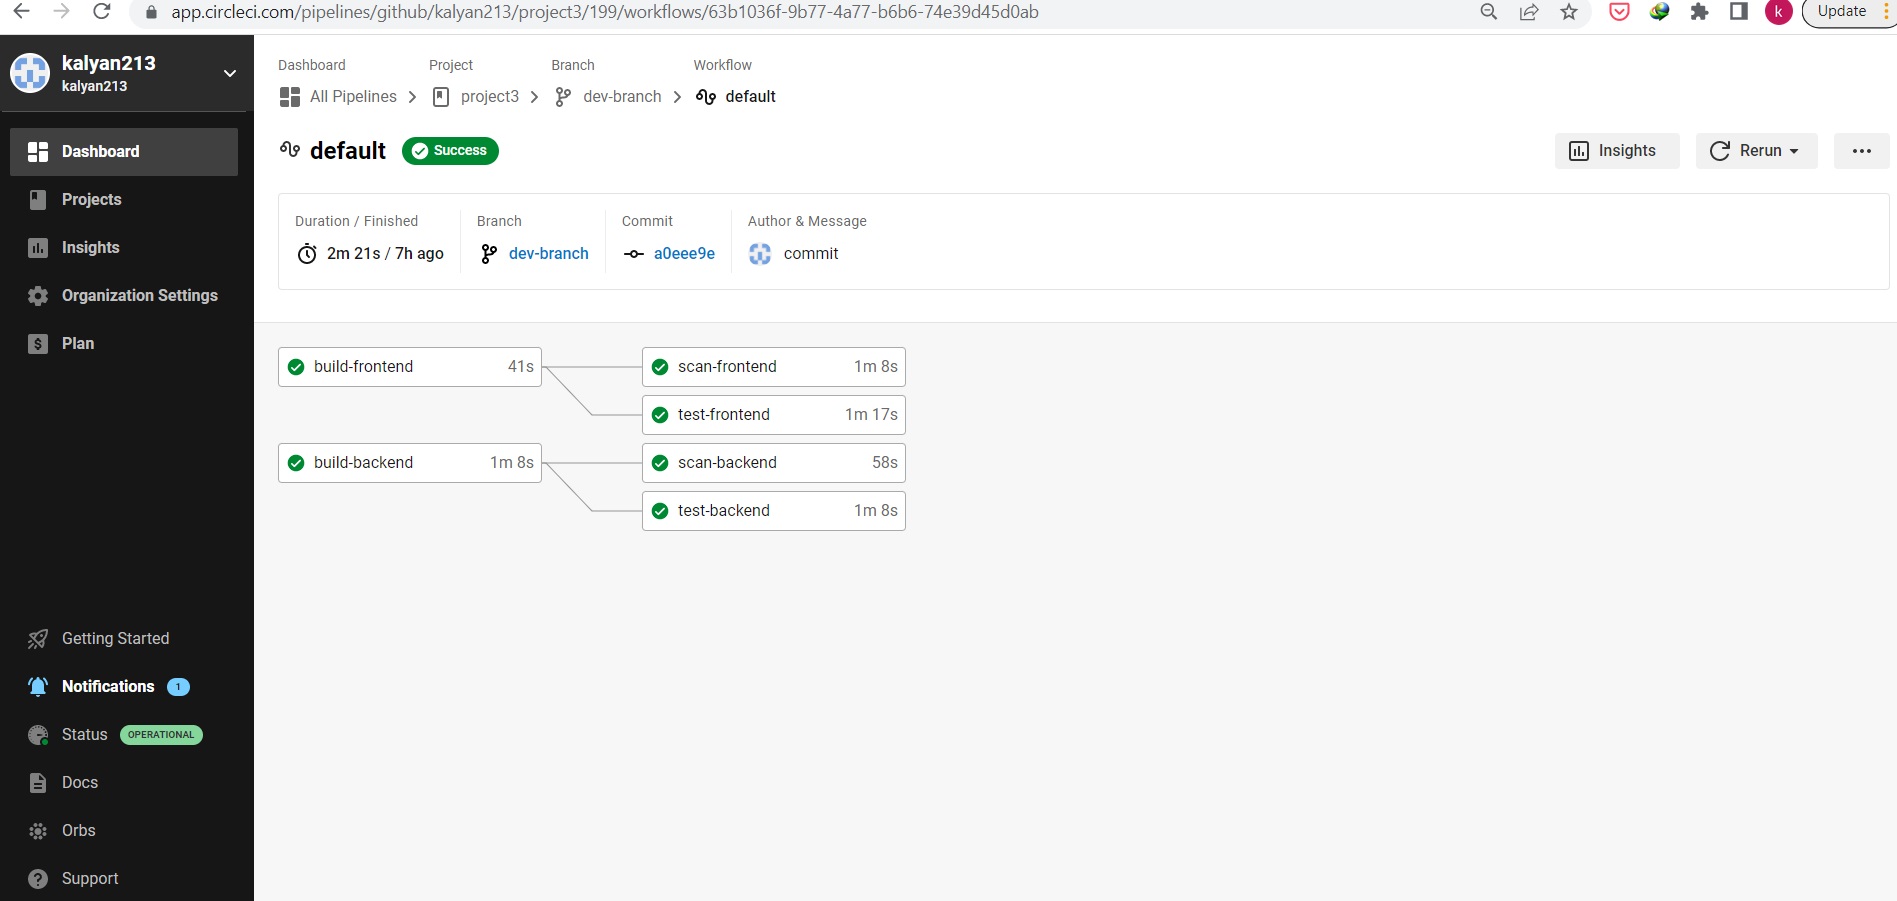 app.circleci.com/pipelines/github/kalyan213/project3/199/workflows/63b1036f-9b77-4a77-b6b6-74e39d45d0ab
k
Update
kalyan213
kalyan213
Dashboard
Projects
Insights
Organization Settings
Plan
Getting Started
Notifications 1
Status OPERATIONAL
Docs
Orbs
Support
Dashboard Project Branch Workflow
All Pipelines project3 dev-branch default
default Success
Insights Rerun
Duration / Finished Branch Commit Author & Message
2m 21s / 7h ago dev-branch a0eee9e commit
build-frontend 41s scan-frontend 1m 8s
test-frontend 1m 17s
build-backend 1m 8s scan-backend 58s
test-backend 1m 8s